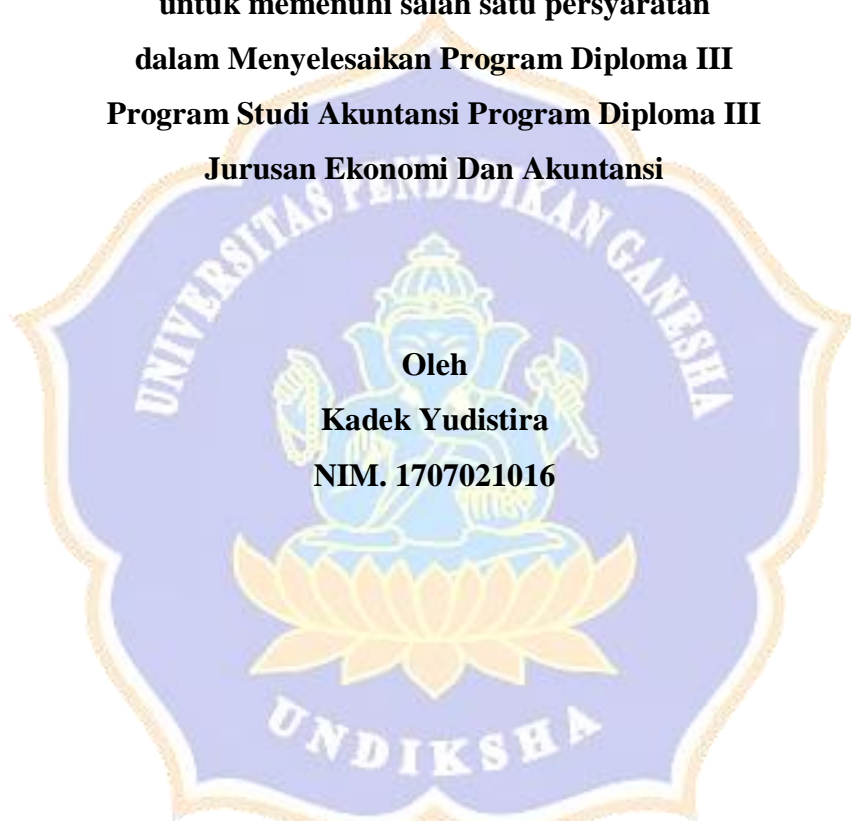 untuk memenuhi salah satu persyaratan
dalam Menyelesaikan Program Diploma III
Program Studi Akuntansi Program Diploma III
Jurusan Ekonomi Dan Akuntansi
UNIVERSITAS PENDIDIKAN GANESHA
Oleh
Kadek Yudistira
NIM. 1707021016
UNDIKSHA